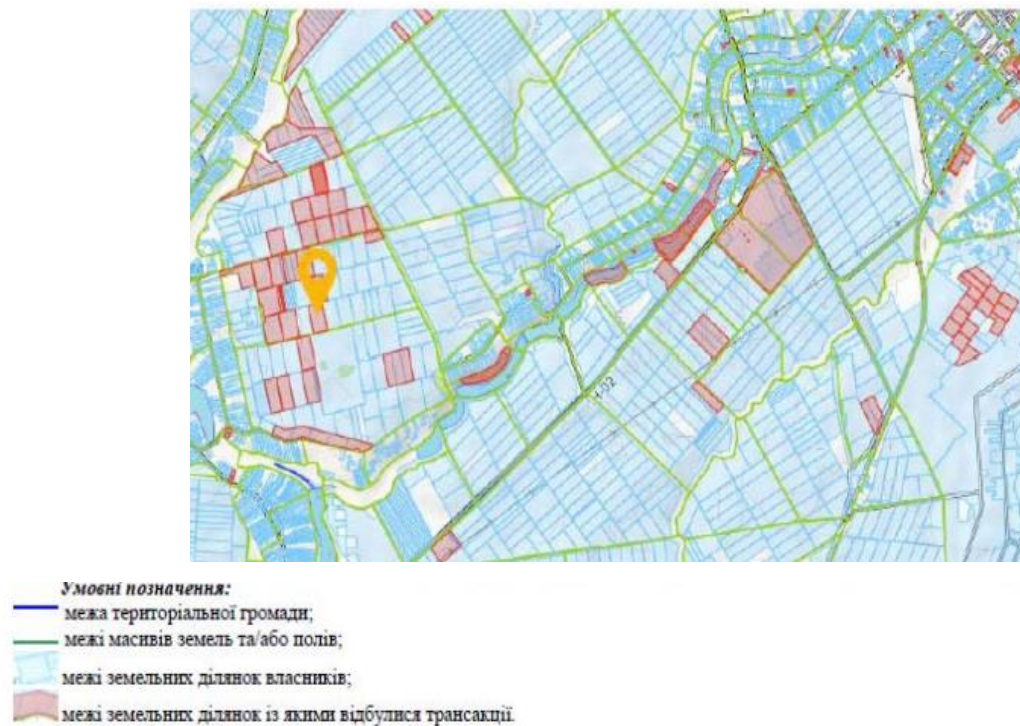 Умовні позначення:
межа територіальної громади;
межі масивів земель та/або полів;
межі земельних ділянок власників;
межі земельних ділянок із якими відбулися трансакції.